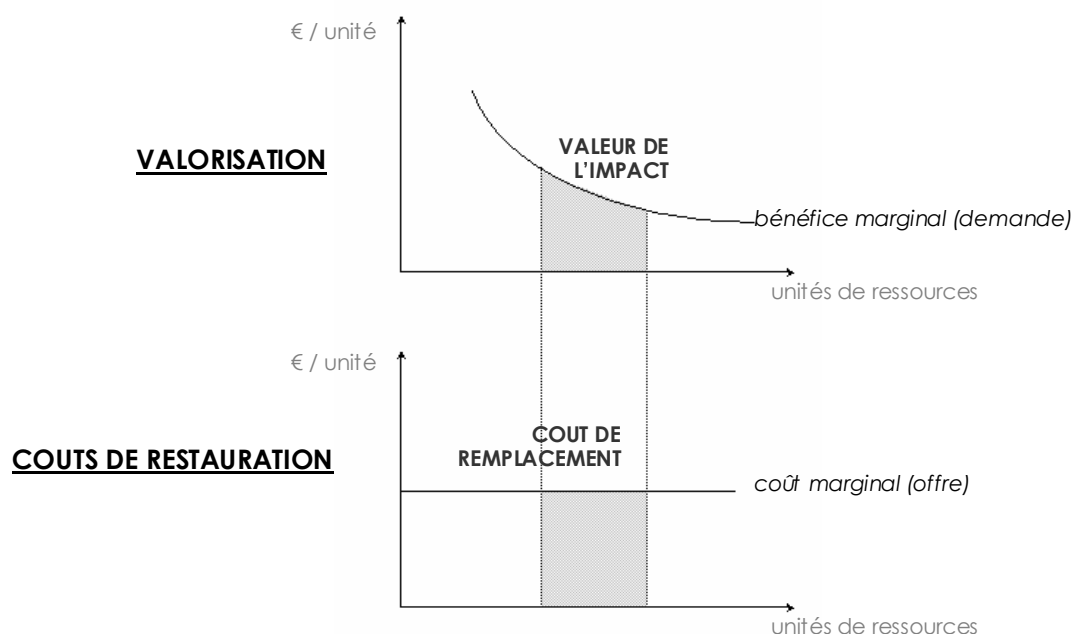 € / unité
VALORISATION
VALEUR DE
L'IMPACT
bénéfice marginal (demande)
unités de ressources
€ / unité
COUTS DE RESTAURATION
COUT DE
REMPLACEMENT
coût marginal (offre)
unités de ressources